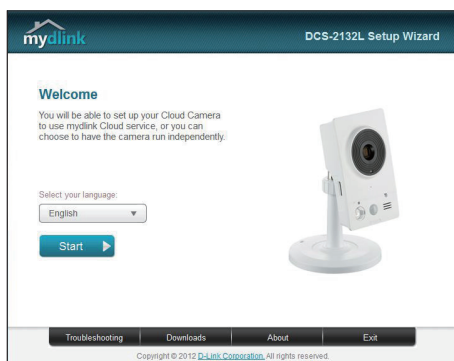 mydlink
DCS-2132L Setup Wizard
Welcome
You will be able to set up your Cloud Camera
to use mydlink Cloud service, or you can
choose to have the camera run independently.
Select your language:
English
Start
Troubleshooting Downloads About Exit
Copyright © 2012 D-Link Corporation. All rights reserved.